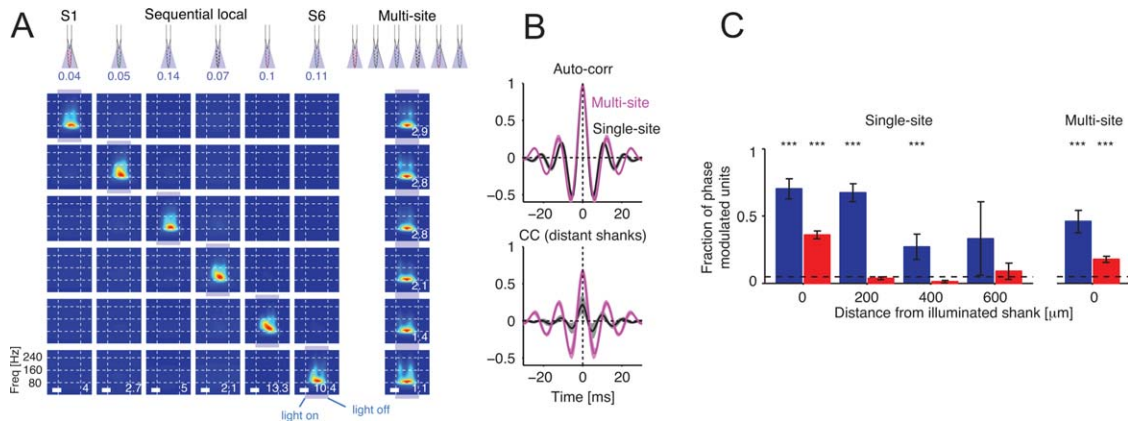 A
S1
Sequential local
S6
Multi-site
0.04
0.05
0.14
0.07
0.1
0.11
2.9
2.8
2.8
2.1
1.4
Freq [Hz]
240
160
80
4
2.7
5
2.1
13.3
10.4
1.1
light on
light off
B
Auto-corr
1
Multi-site
0.5
Single-site
0
−0.5
−20
0
20
CC (distant shanks)
1
0.5
0
−0.5
−20
0
20
Time [ms]
C
Single-site
Multi-site
*** *** *** *** *** ***
Fraction of phase
modulated units
1
0.5
0
0
200
400
600
0
Distance from illuminated shank [µm]